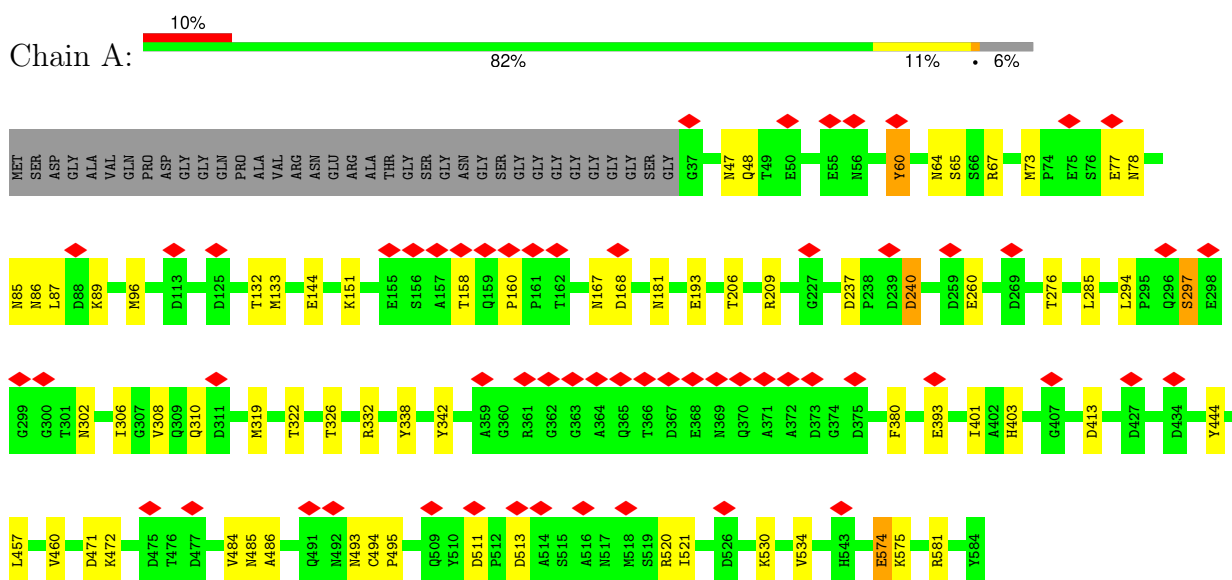 10%
Chain A:
82% 11% • 6%
MET SER ASP GLY ALA VAL GLN PRO ASP GLY GLY GLN PRO ALA VAL ARG ASN GLU ARG ALA THR GLY SER GLY ASN GLY SER GLY GLY GLY GLY GLY GLY GLY SER GLY G37 N47 Q48 T49 E50 E55 N56 Y60 N64 S65 S66 R67 M73 P74 E75 S76 E77 N78
N85 N86 L87 D88 K89 M96 D113 D125 T132 M133 E144 K151 E155 S156 A157 T158 Q159 P160 P161 T162 N167 D168 N181 E193 T206 R209 G227 D237 P238 D239 D240 D259 E260 D269 T276 L285 L294 P295 Q296 S297 E298
G299 G300 T301 N302 I306 G307 V308 Q309 Q310 D311 M319 T322 T326 R332 Y338 Y342 A359 G360 R361 G362 G363 A364 Q365 T366 D367 E368 N369 Q370 A371 A372 D373 G374 D375 F380 E393 I401 A402 H403 G407 D413 D427 D434 Y444
L457 V460 D471 K472 D475 T476 D477 V484 N485 A486 Q491 N492 N493 C494 P495 Q509 Y510 D511 P512 D513 A514 S515 A516 N517 M518 S519 R520 I521 D526 K530 V534 H543 E574 K575 R581 Y584